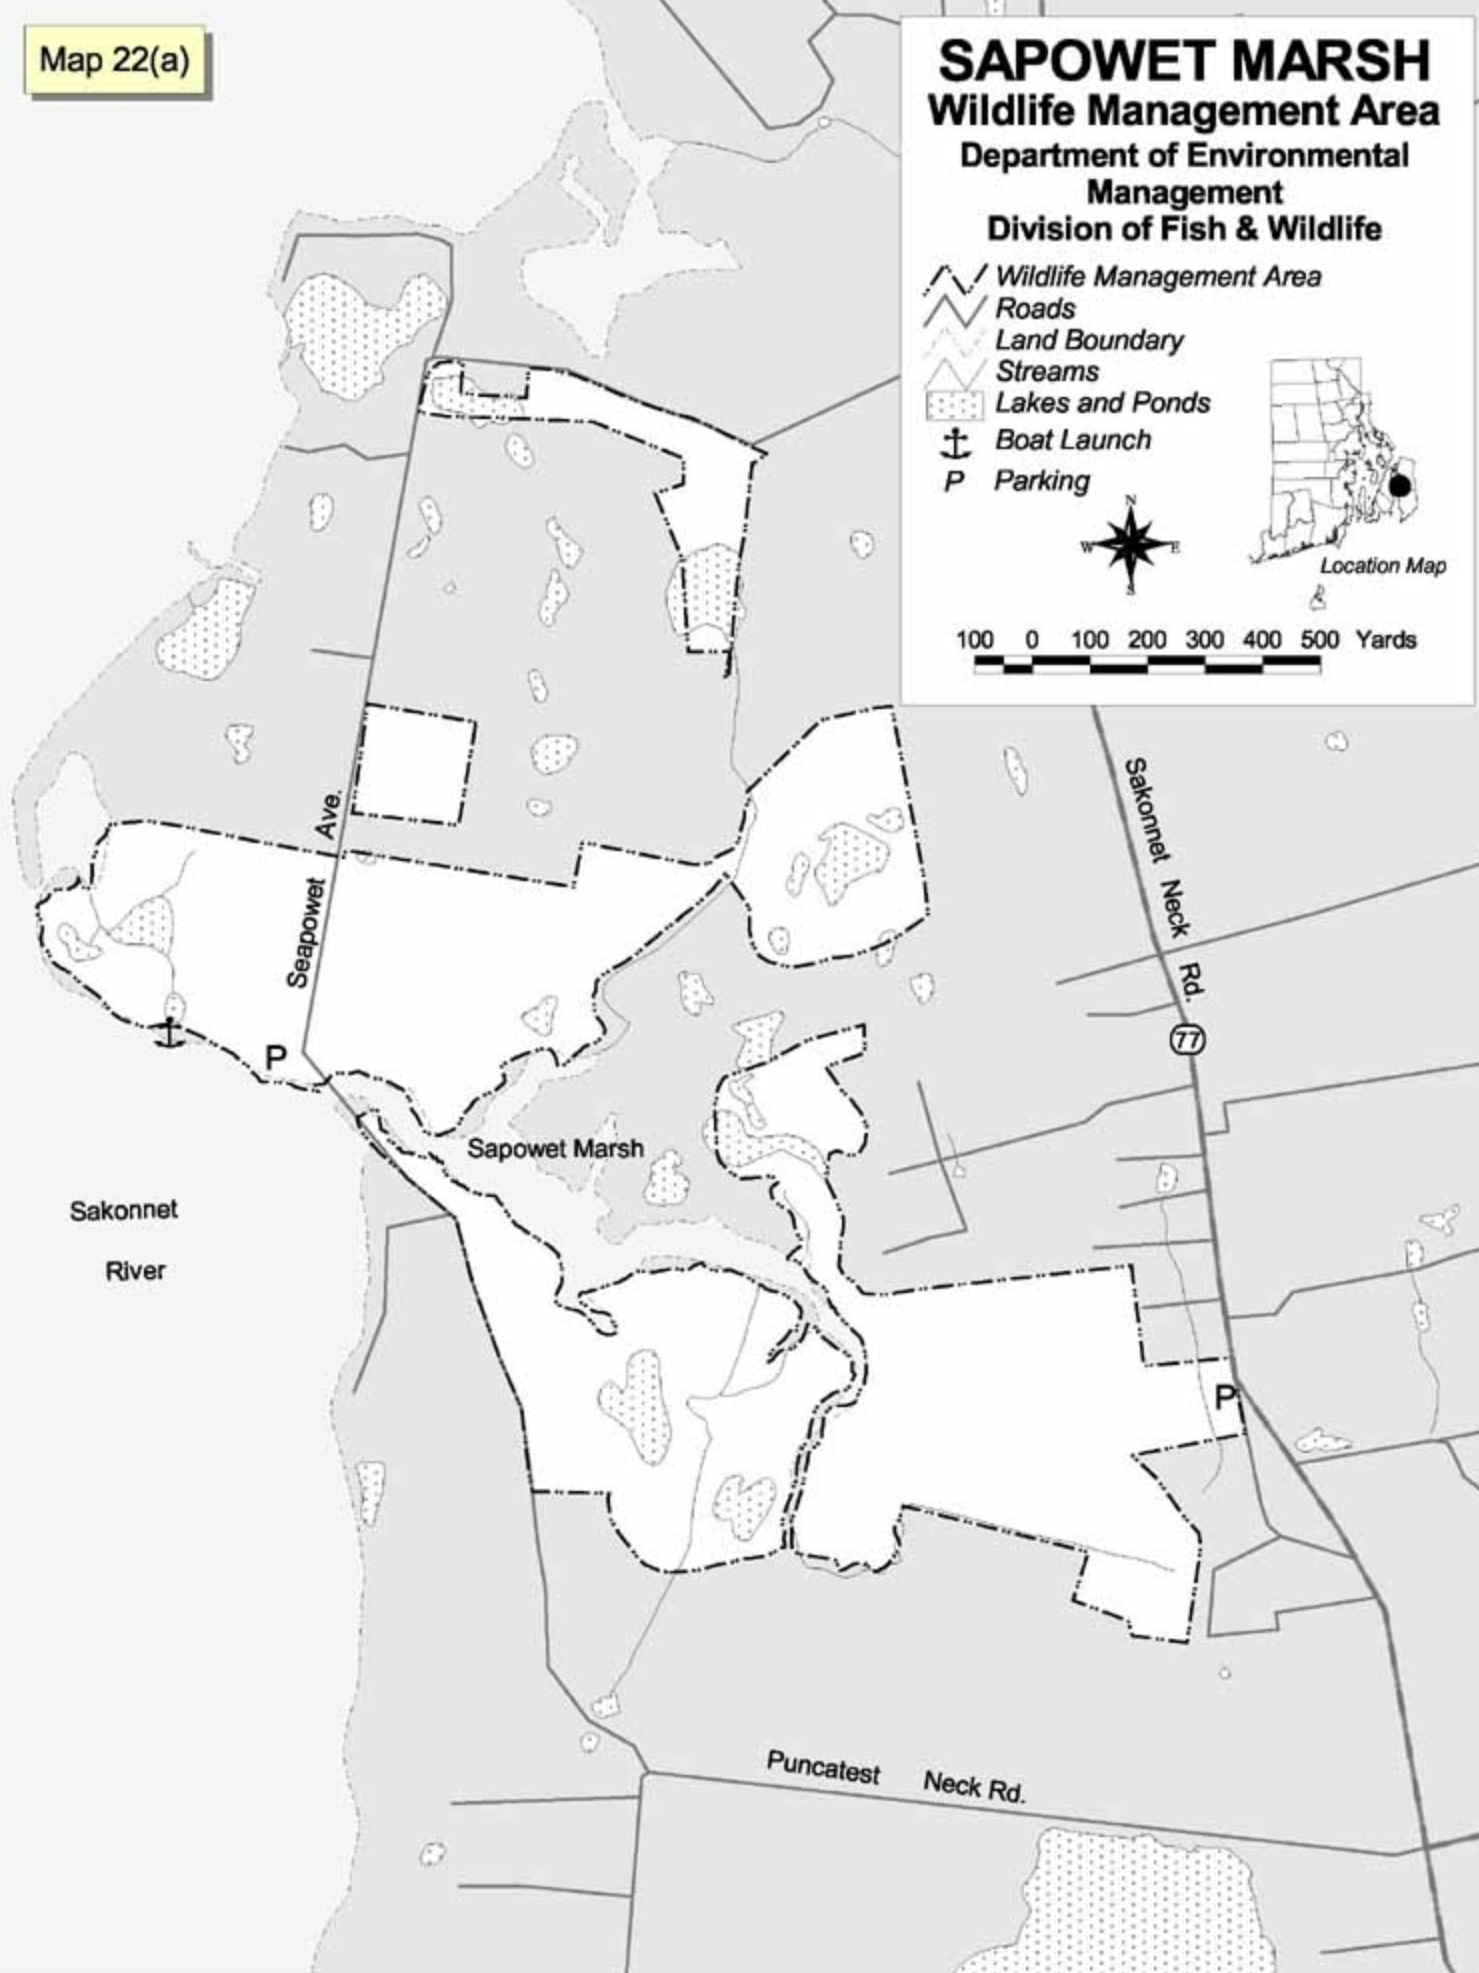 Map 22(a)
SAPOWET MARSH
Wildlife Management Area
Department of Environmental
Management
Division of Fish & Wildlife
Wildlife Management Area
Roads
Land Boundary
Streams
Lakes and Ponds
Boat Launch
P Parking
N
W E
S
Location Map
100 0 100 200 300 400 500 Yards
Sakonnet Neck Rd.
Seapowet Ave.
77
P
Sapowet Marsh
Sakonnet
River
P
Puncatest Neck Rd.